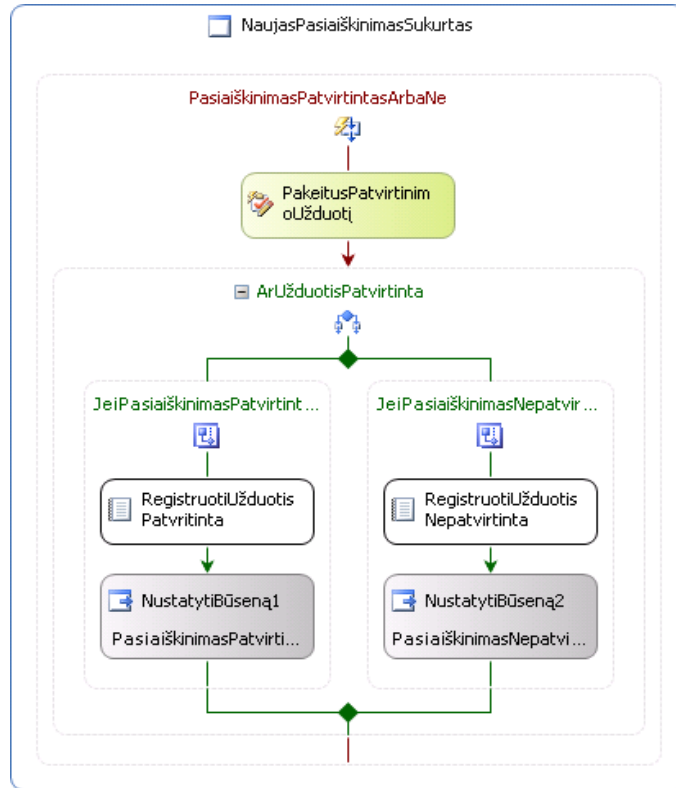 NaujasPasiaiškinimasSukurtas
PasiaiškinimasPatvirtintasArbaNe
PakeitusPatvirtinim
oUžduotį
ArUžduotisPatvirtinta
JeiPasiaiškinimasPatvirtint...
JeiPasiaiškinimasNepatvir...
RegistruotiUžduotis
Patvritinta
RegistruotiUžduotis
Nepatvirtinta
NustatytiBūseną1
PasiaiškinimasPatvirti...
NustatytiBūseną2
PasiaiškinimasNepatvi...